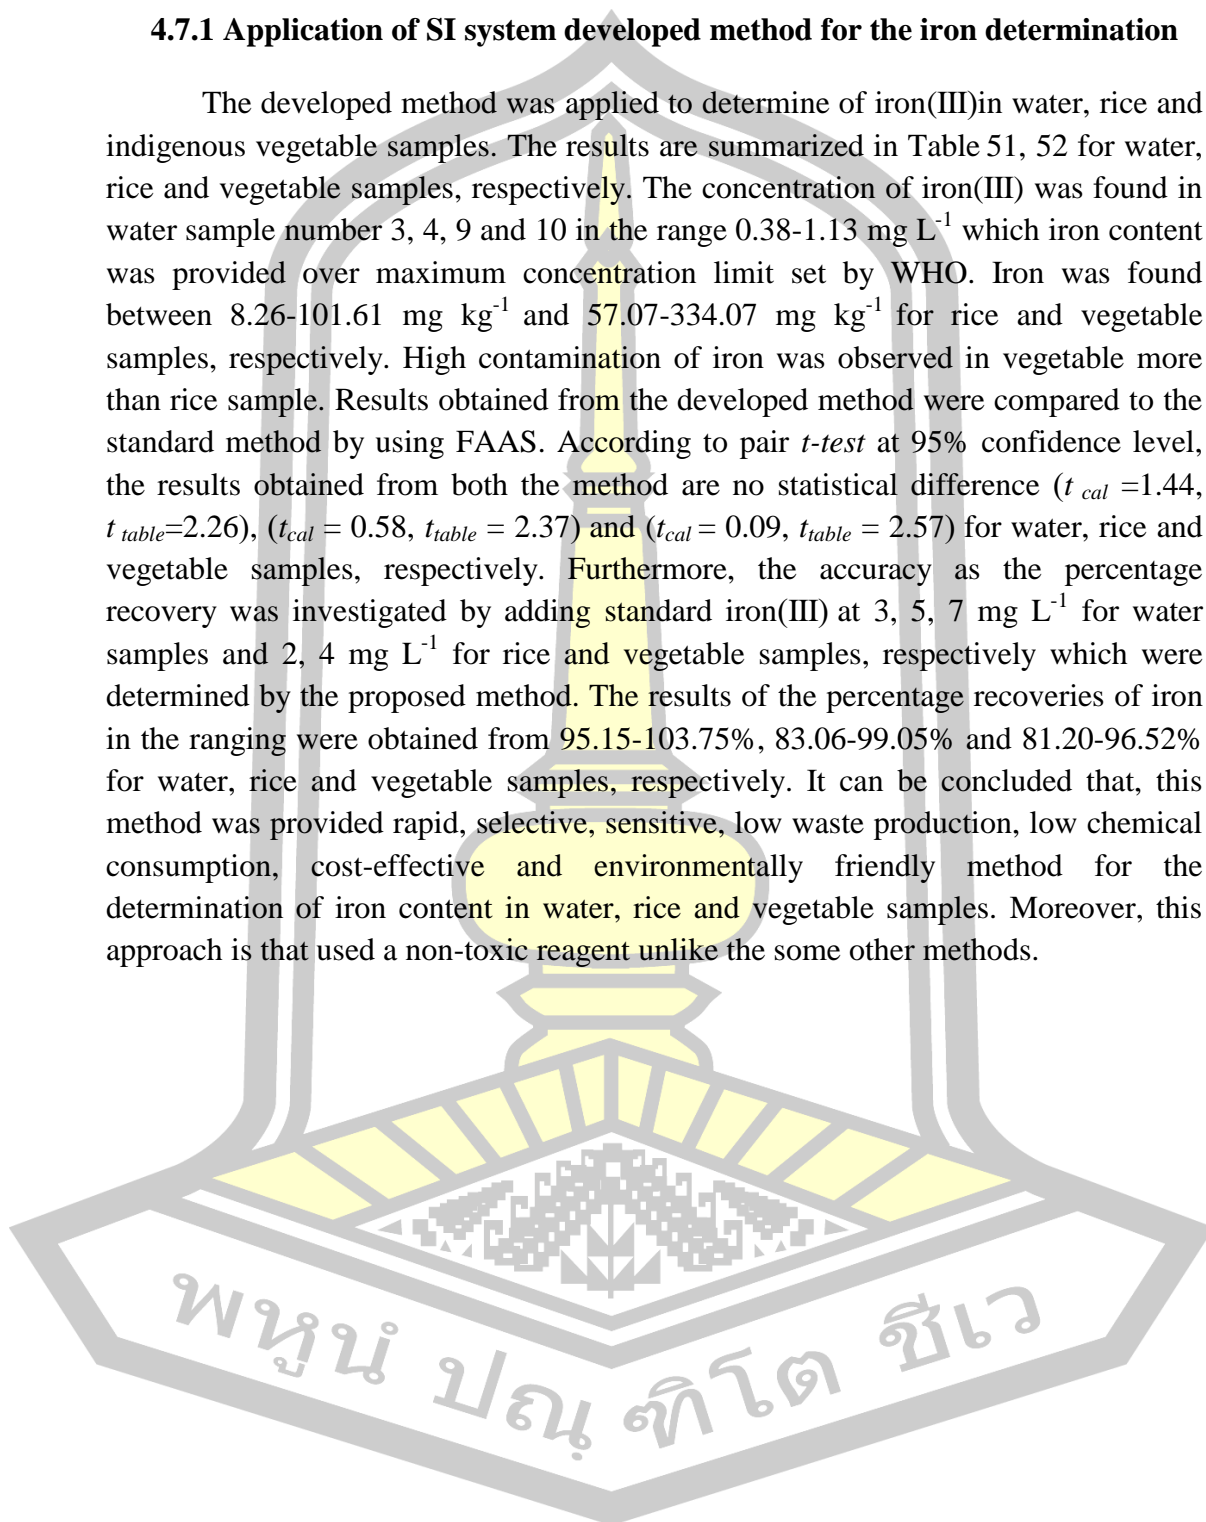 4.7.1 Application of SI system developed method for the iron determination
The developed method was applied to determine of iron(III)in water, rice and
indigenous vegetable samples. The results are summarized in Table 51, 52 for water,
rice and vegetable samples, respectively. The concentration of iron(III) was found in
water sample number 3, 4, 9 and 10 in the range 0.38-1.13 mg L-1 which iron content
was provided over maximum concentration limit set by WHO. Iron was found
between 8.26-101.61 mg kg-1 and 57.07-334.07 mg kg-1 for rice and vegetable
samples, respectively. High contamination of iron was observed in vegetable more
than rice sample. Results obtained from the developed method were compared to the
standard method by using FAAS. According to pair t-test at 95% confidence level,
the results obtained from both the method are no statistical difference (t cal =1.44,
t table=2.26), (tcal = 0.58, ttable = 2.37) and (tcal = 0.09, ttable = 2.57) for water, rice and
vegetable samples, respectively. Furthermore, the accuracy as the percentage
recovery was investigated by adding standard iron(III) at 3, 5, 7 mg L-1 for water
samples and 2, 4 mg L-1 for rice and vegetable samples, respectively which were
determined by the proposed method. The results of the percentage recoveries of iron
in the ranging were obtained from 95.15-103.75%, 83.06-99.05% and 81.20-96.52%
for water, rice and vegetable samples, respectively. It can be concluded that, this
method was provided rapid, selective, sensitive, low waste production, low chemical
consumption, cost-effective and environmentally friendly method for the
determination of iron content in water, rice and vegetable samples. Moreover, this
approach is that used a non-toxic reagent unlike the some other methods.
พหูนํ ปณฺฑิโต ชีเว